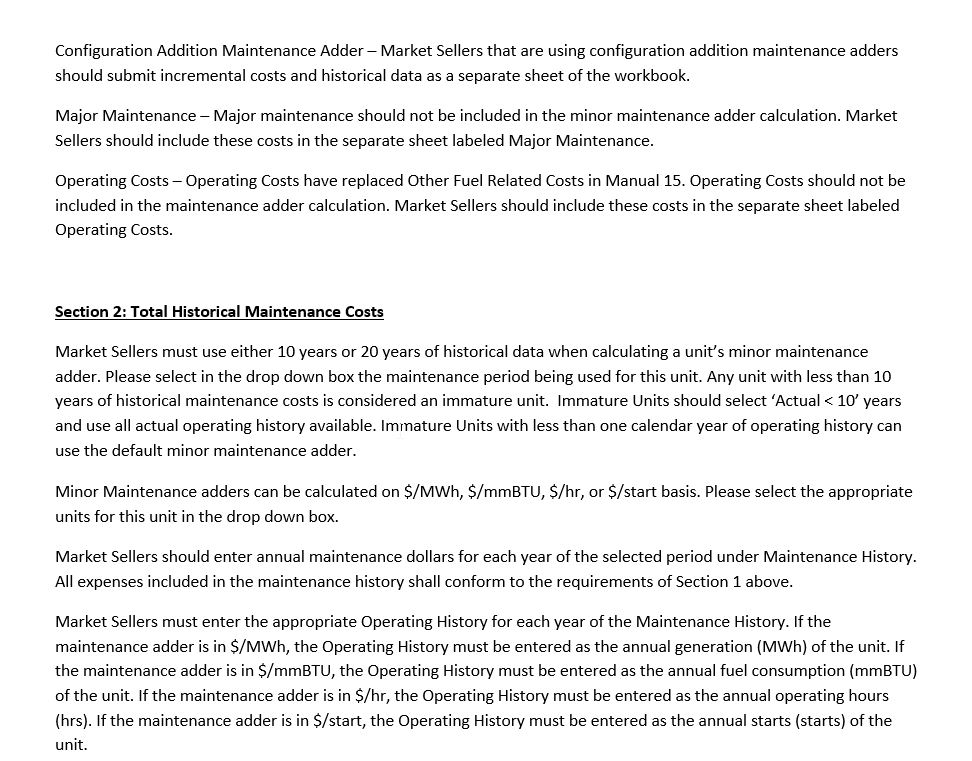 Configuration Addition Maintenance Adder – Market Sellers that are using configuration addition maintenance adders
should submit incremental costs and historical data as a separate sheet of the workbook.
Major Maintenance – Major maintenance should not be included in the minor maintenance adder calculation. Market
Sellers should include these costs in the separate sheet labeled Major Maintenance.
Operating Costs – Operating Costs have replaced Other Fuel Related Costs in Manual 15. Operating Costs should not be
included in the maintenance adder calculation. Market Sellers should include these costs in the separate sheet labeled
Operating Costs.
Section 2: Total Historical Maintenance Costs
Market Sellers must use either 10 years or 20 years of historical data when calculating a unit’s minor maintenance
adder. Please select in the drop down box the maintenance period being used for this unit. Any unit with less than 10
years of historical maintenance costs is considered an immature unit.  Immature Units should select ‘Actual < 10’ years
and use all actual operating history available. Immature Units with less than one calendar year of operating history can
use the default minor maintenance adder.
Minor Maintenance adders can be calculated on $/MWh, $/mmBTU, $/hr, or $/start basis. Please select the appropriate
units for this unit in the drop down box.
Market Sellers should enter annual maintenance dollars for each year of the selected period under Maintenance History.
All expenses included in the maintenance history shall conform to the requirements of Section 1 above.
Market Sellers must enter the appropriate Operating History for each year of the Maintenance History. If the
maintenance adder is in $/MWh, the Operating History must be entered as the annual generation (MWh) of the unit. If
the maintenance adder is in $/mmBTU, the Operating History must be entered as the annual fuel consumption (mmBTU)
of the unit. If the maintenance adder is in $/hr, the Operating History must be entered as the annual operating hours
(hrs). If the maintenance adder is in $/start, the Operating History must be entered as the annual starts (starts) of the
unit.